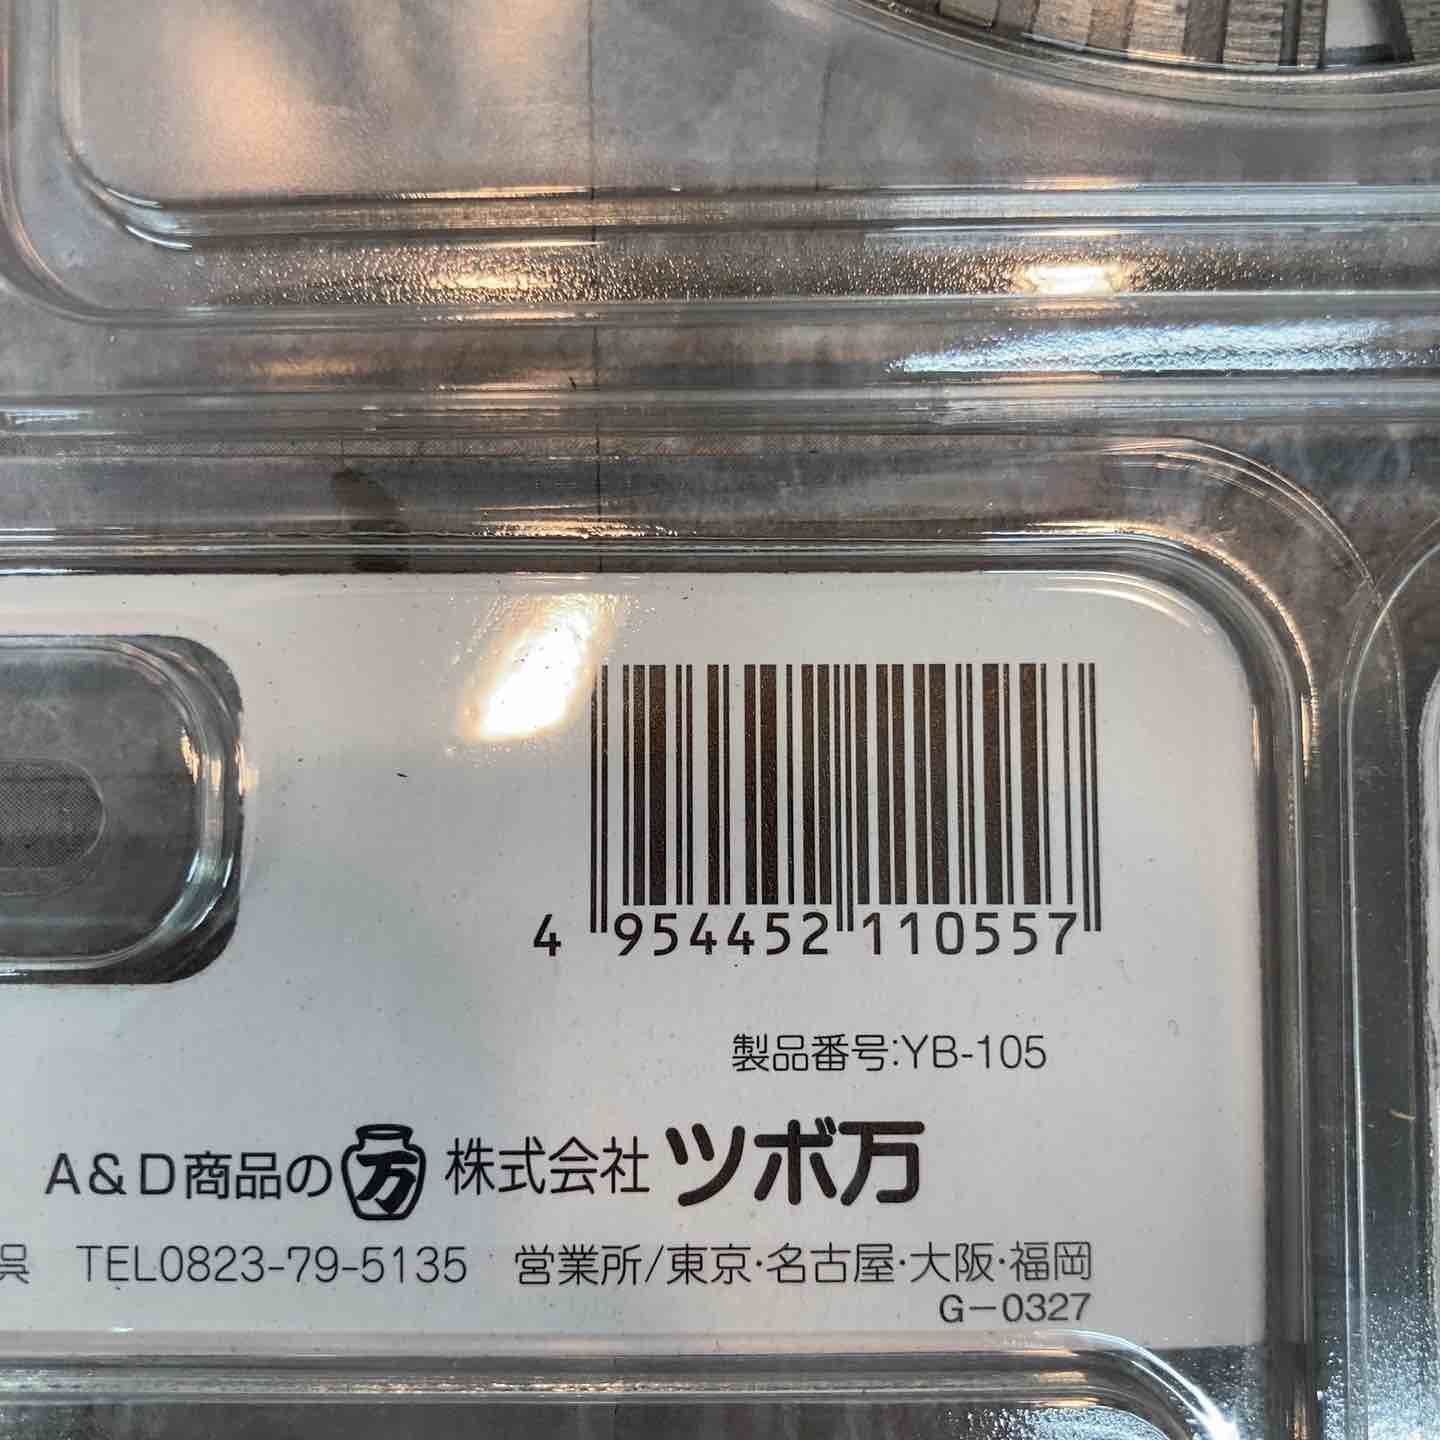 4 954452 110557
製品番号:YB-105
A&D商品の 万 株式会社 ツボ万
呉 TEL0823-79-5135 営業所/東京·名古屋·大阪·福岡
G-0327